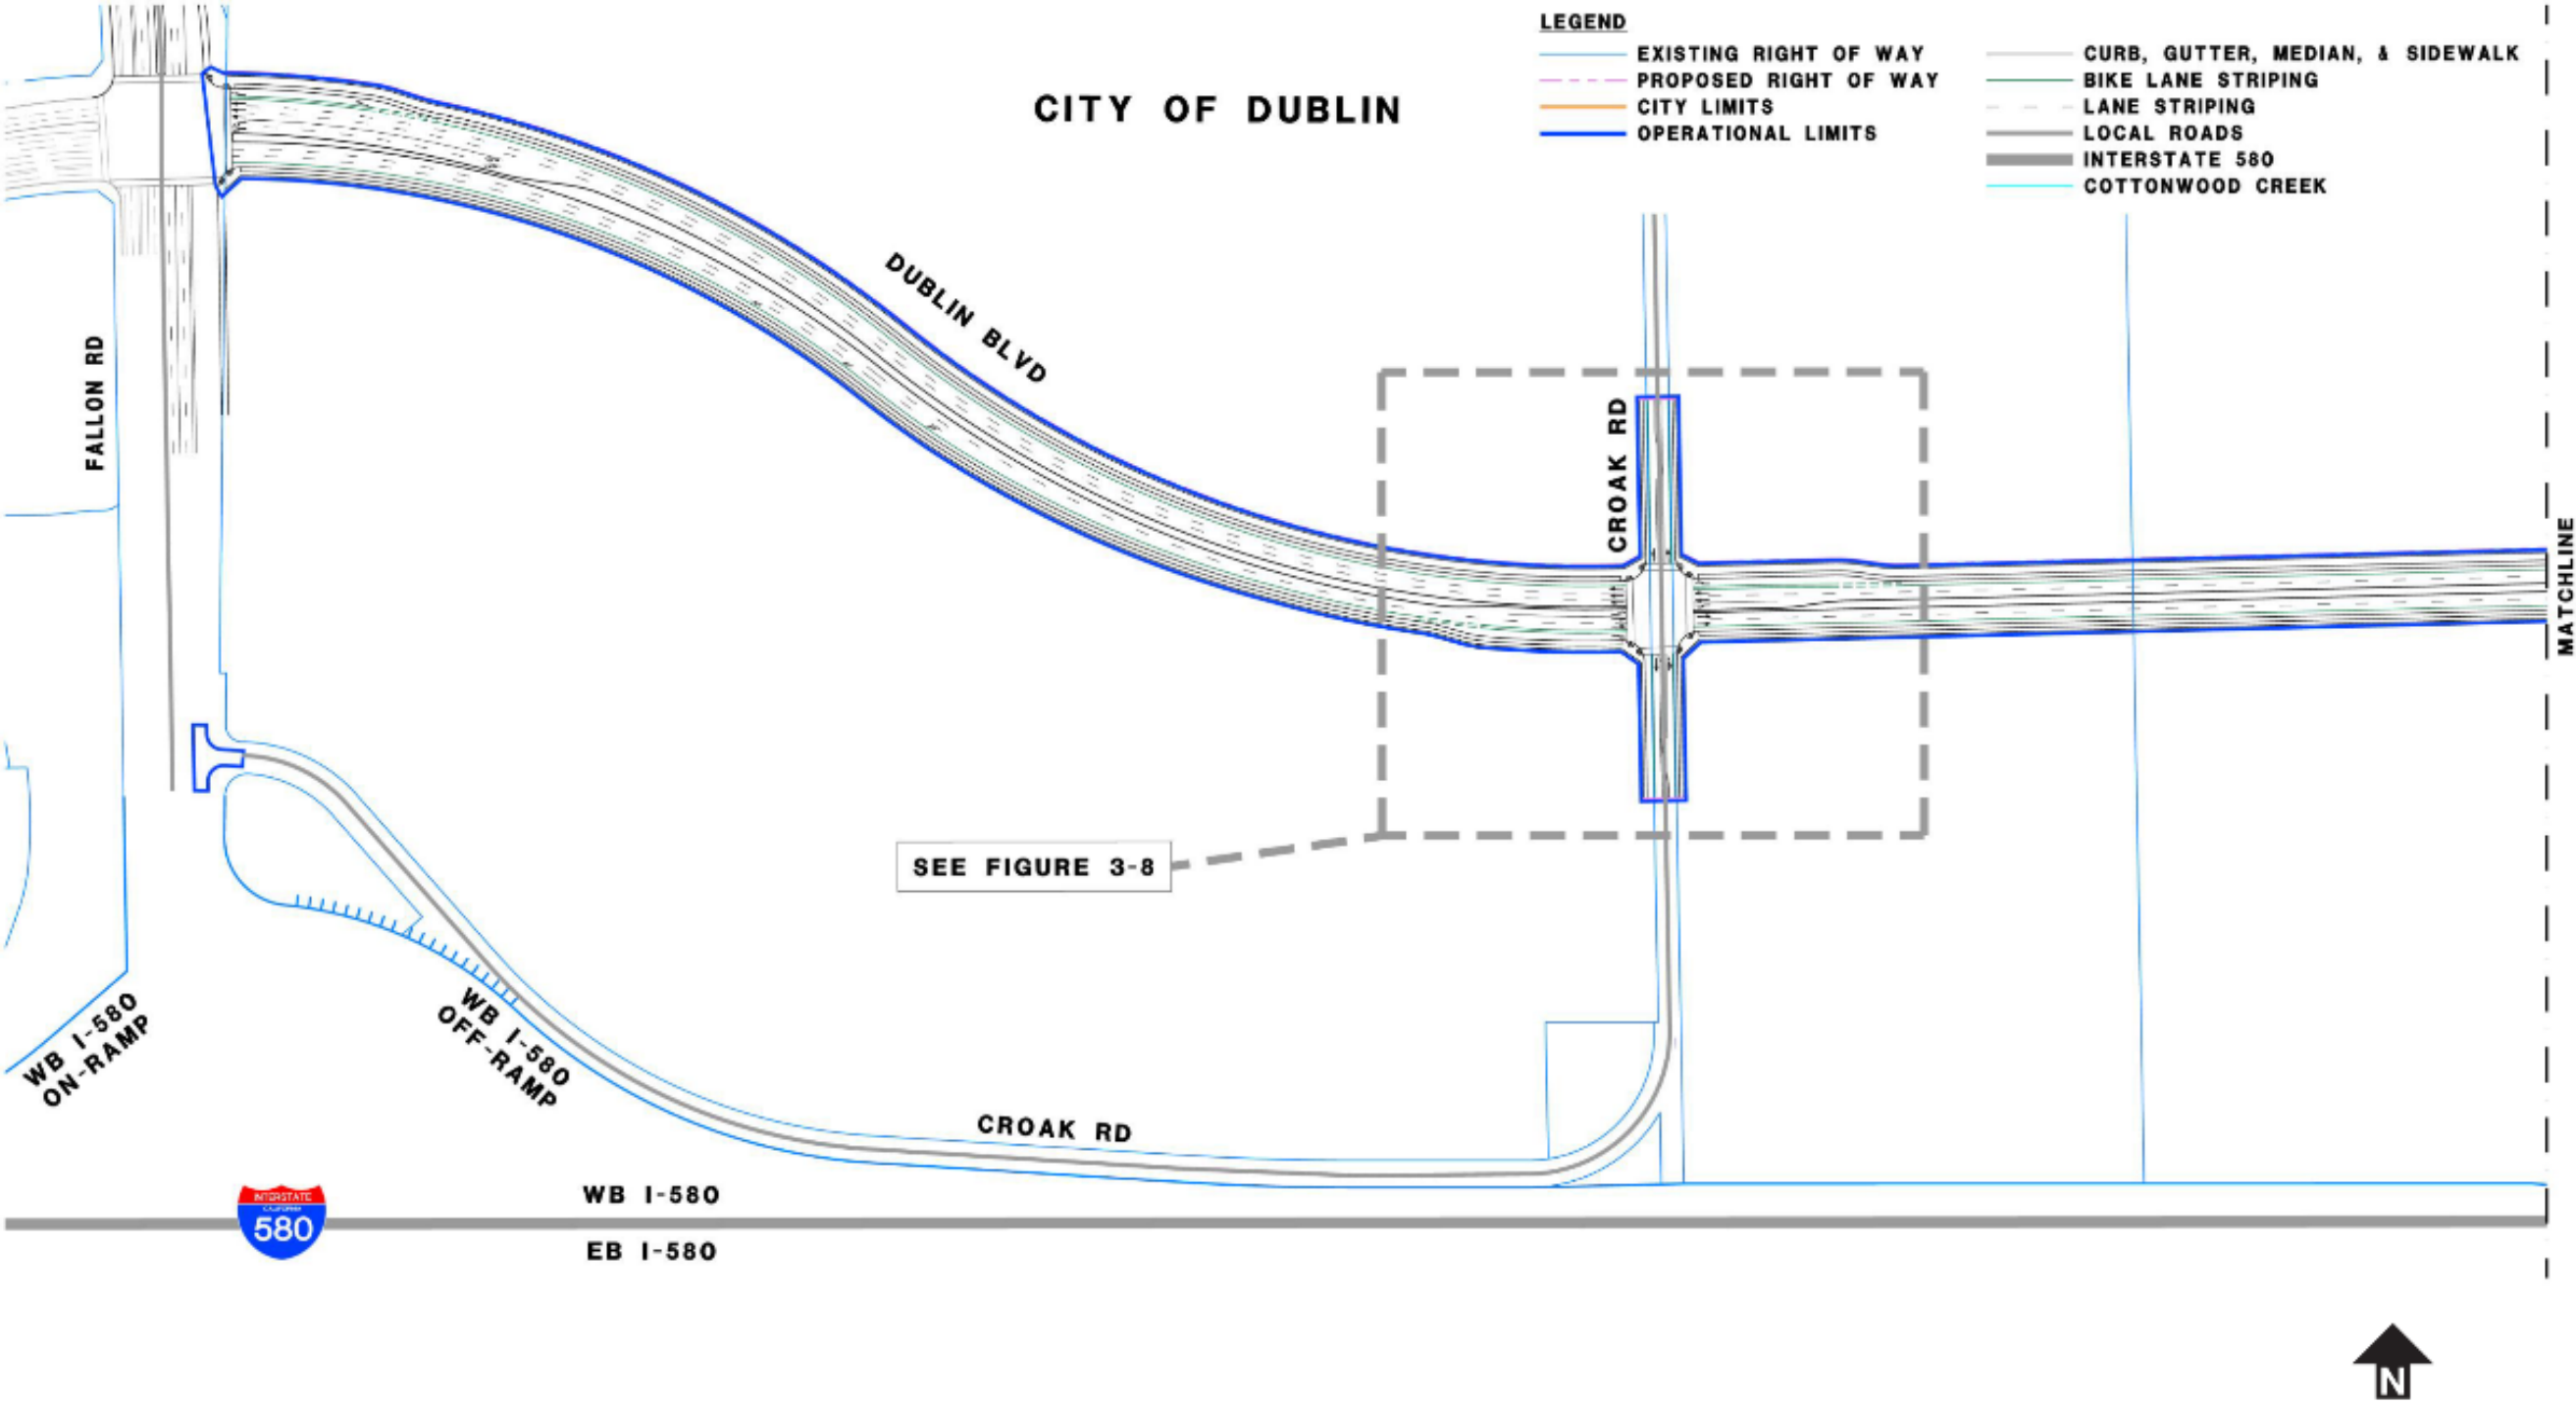 LEGEND
EXISTING RIGHT OF WAY
PROPOSED RIGHT OF WAY
CITY LIMITS
OPERATIONAL LIMITS
CURB, GUTTER, MEDIAN, & SIDEWALK
BIKE LANE STRIPING
LANE STRIPING
LOCAL ROADS
INTERSTATE 580
COTTONWOOD CREEK
CITY OF DUBLIN
DUBLIN BLVD
FALLON RD
CROAK RD
MATCHLINE
SEE FIGURE 3-8
WB I-580
ON-RAMP
WB I-580
OFF-RAMP
CROAK RD
WB I-580
INTERSTATE
CALIFORNIA
580
EB I-580
N